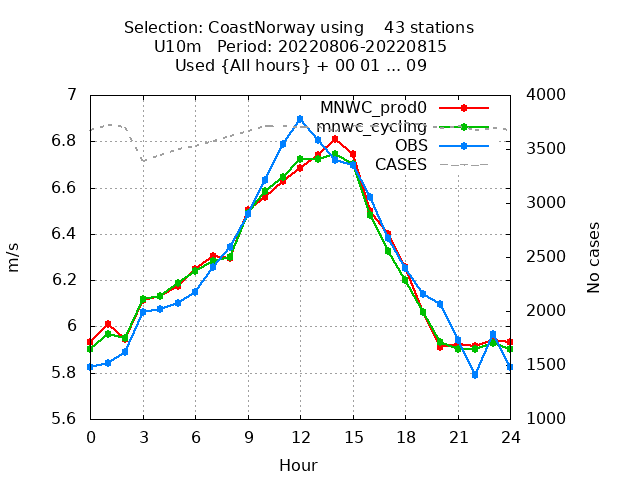 Selection: CoastNorway using    43 stations
U10m   Period: 20220806-20220815
Used {All hours} + 00 01 ... 09
7
6.8
6.6
6.4
6.2
6
5.8
5.6
m/s
MNWC_prod0
mnwc_cycling
OBS
CASES
4000
3500
3000
2500
2000
1500
1000
No cases
0 3 6 9 12 15 18 21 24
Hour